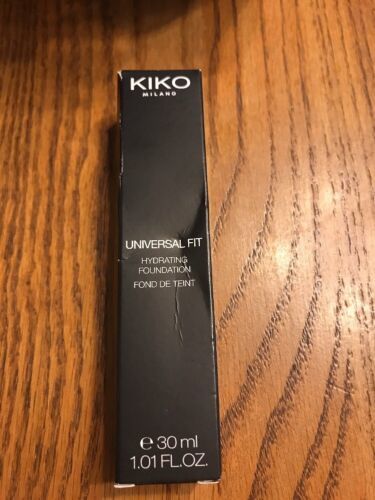 KIKO
MILANO
UNIVERSAL FIT
HYDRATING
FOUNDATION
FOND DE TEINT
℮ 30 ml
1.01 FL.OZ.